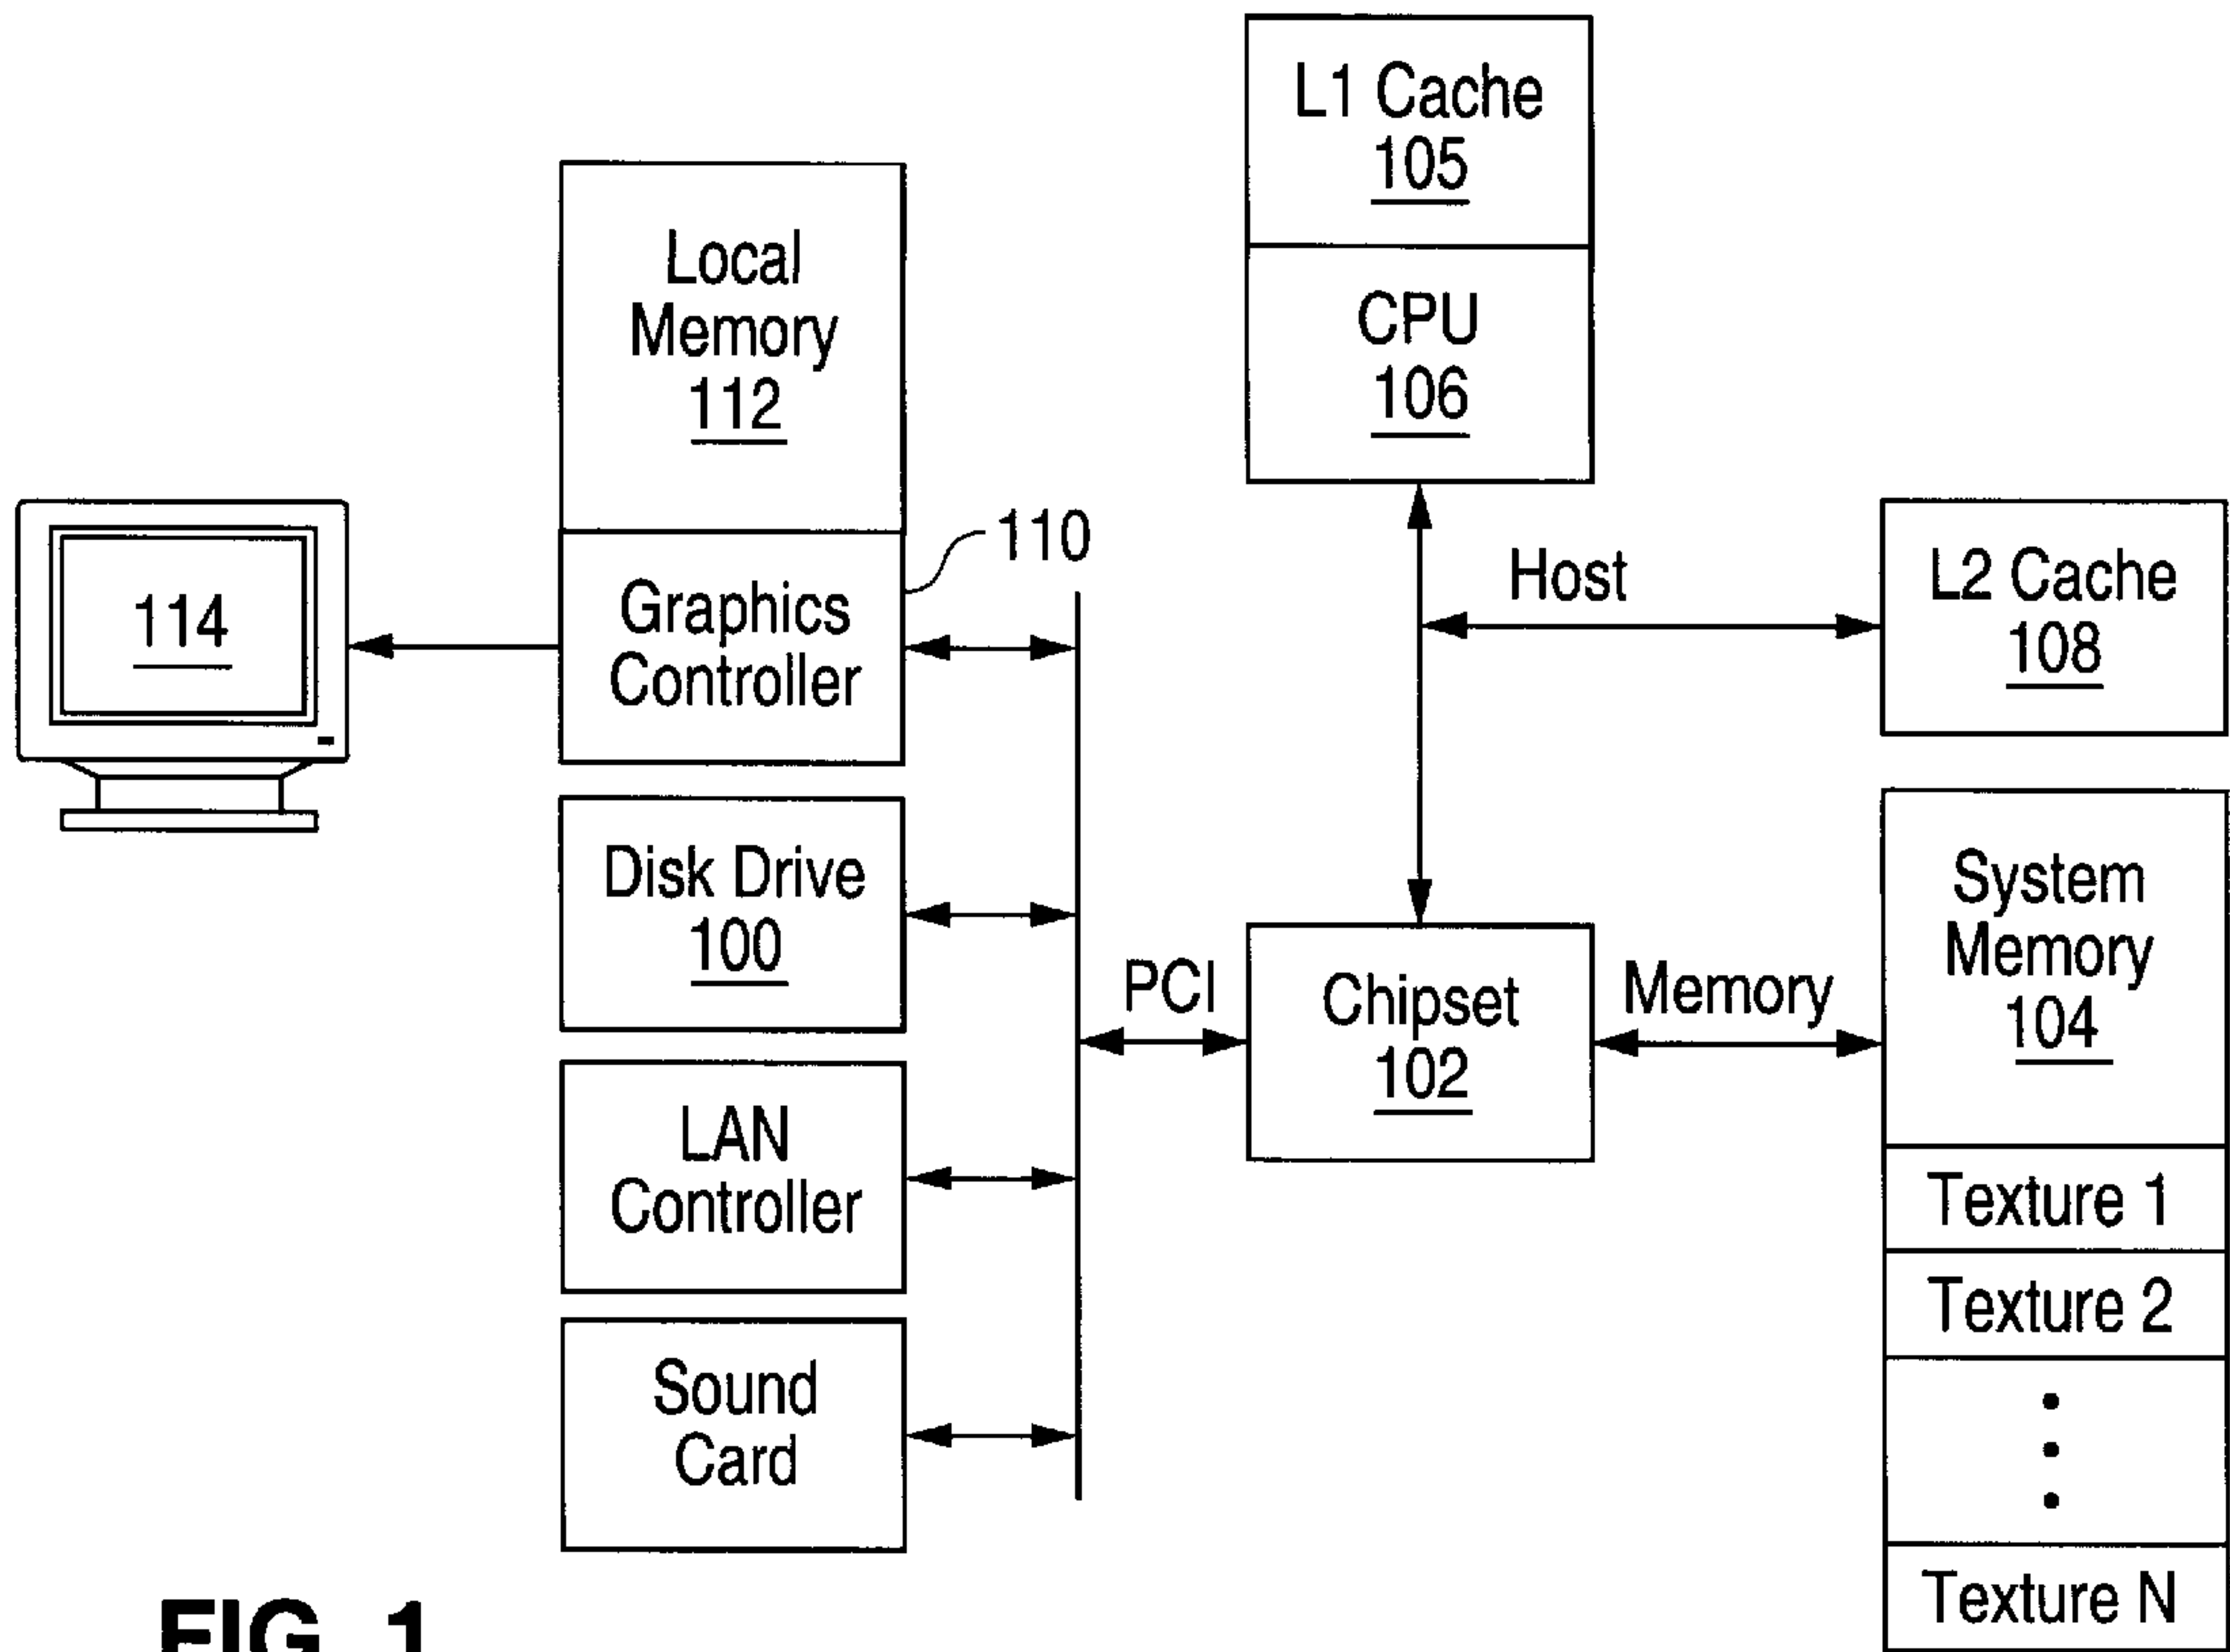 L1 Cache
105
CPU
106
Local
Memory
112
110
Graphics
Controller
114
Host
L2 Cache
108
Disk Drive
100
System
Memory
104
PCI
Chipset
102
Memory
LAN
Controller
Texture 1
Texture 2
Sound
Card
Texture N
FIG. 1